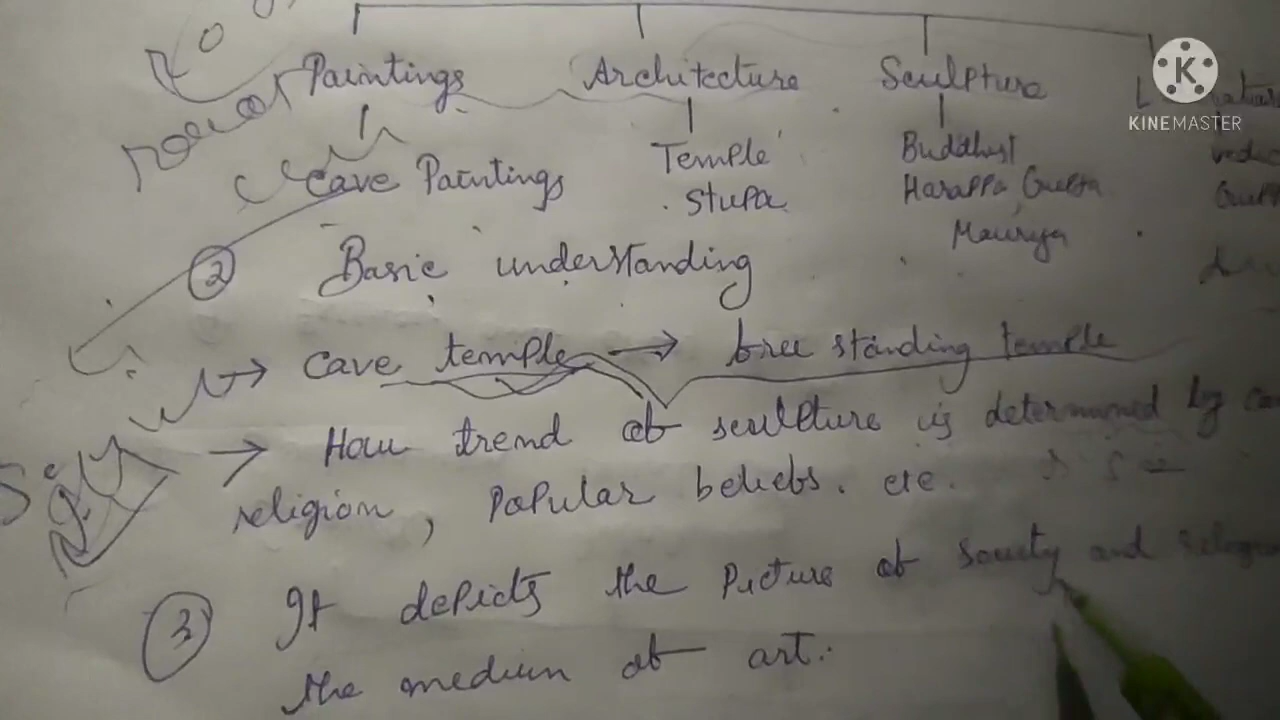 Paintings Architecture Sculpture
Cave Paintings Temple Buddhist
Stupa Harappa, Gupta
Maurya
② Basic understanding
→ Cave temple → free standing temple
→ How trend of sculpture is determined by
religion, Popular beliefs. etc.
③ It depicts the Picture of Society and
the medium of art.
KINEMASTER